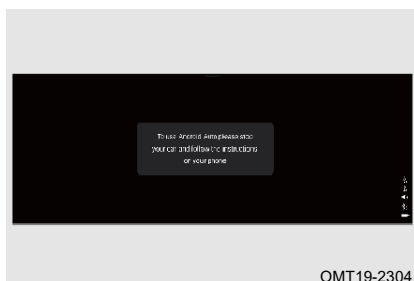 To use Android Auto please stop
your car and follow the instructions
on your phone
OMT19-2304